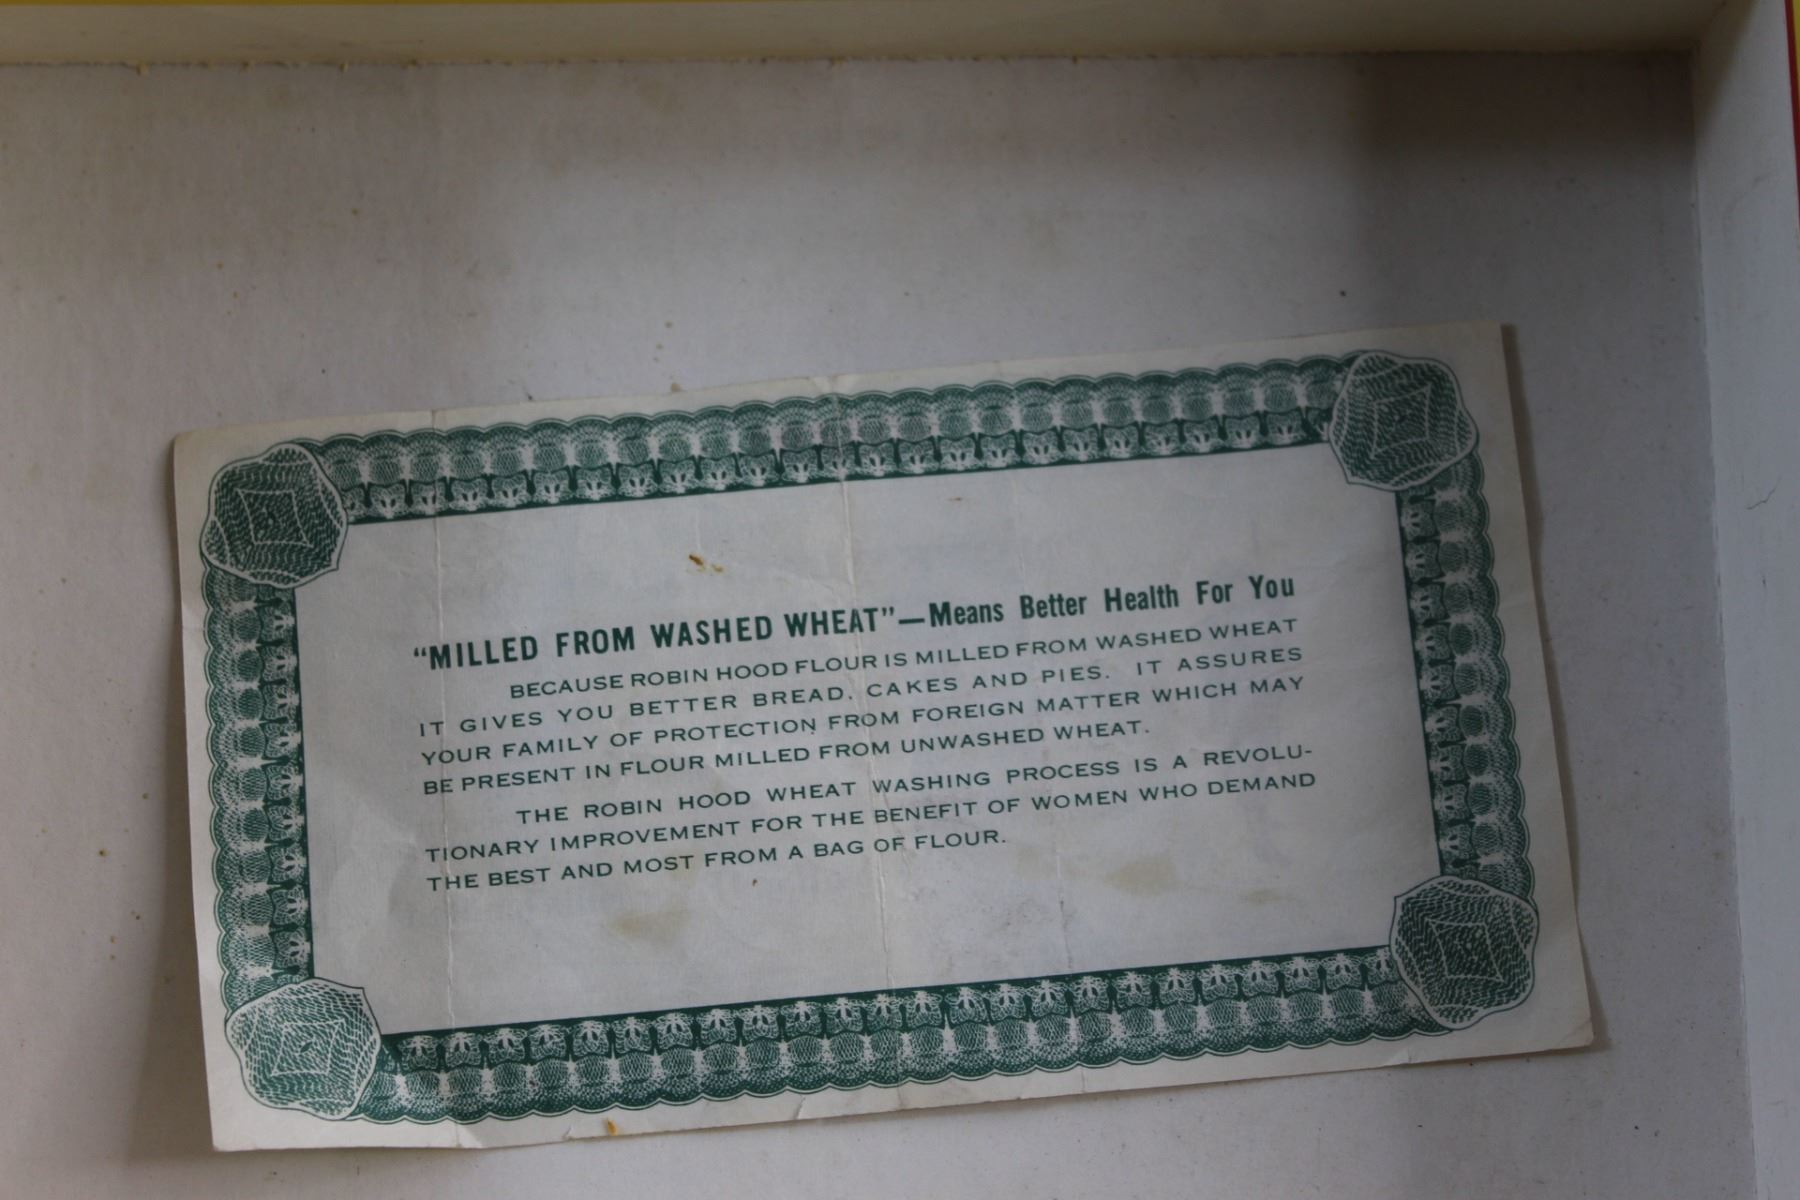 “MILLED FROM WASHED WHEAT”—Means Better Health For You
BECAUSE ROBIN HOOD FLOUR IS MILLED FROM WASHED WHEAT
IT GIVES YOU BETTER BREAD, CAKES AND PIES. IT ASSURES
YOUR FAMILY OF PROTECTION FROM FOREIGN MATTER WHICH MAY
BE PRESENT IN FLOUR MILLED FROM UNWASHED WHEAT.
THE ROBIN HOOD WHEAT WASHING PROCESS IS A REVOLU-
TIONARY IMPROVEMENT FOR THE BENEFIT OF WOMEN WHO DEMAND
THE BEST AND MOST FROM A BAG OF FLOUR.